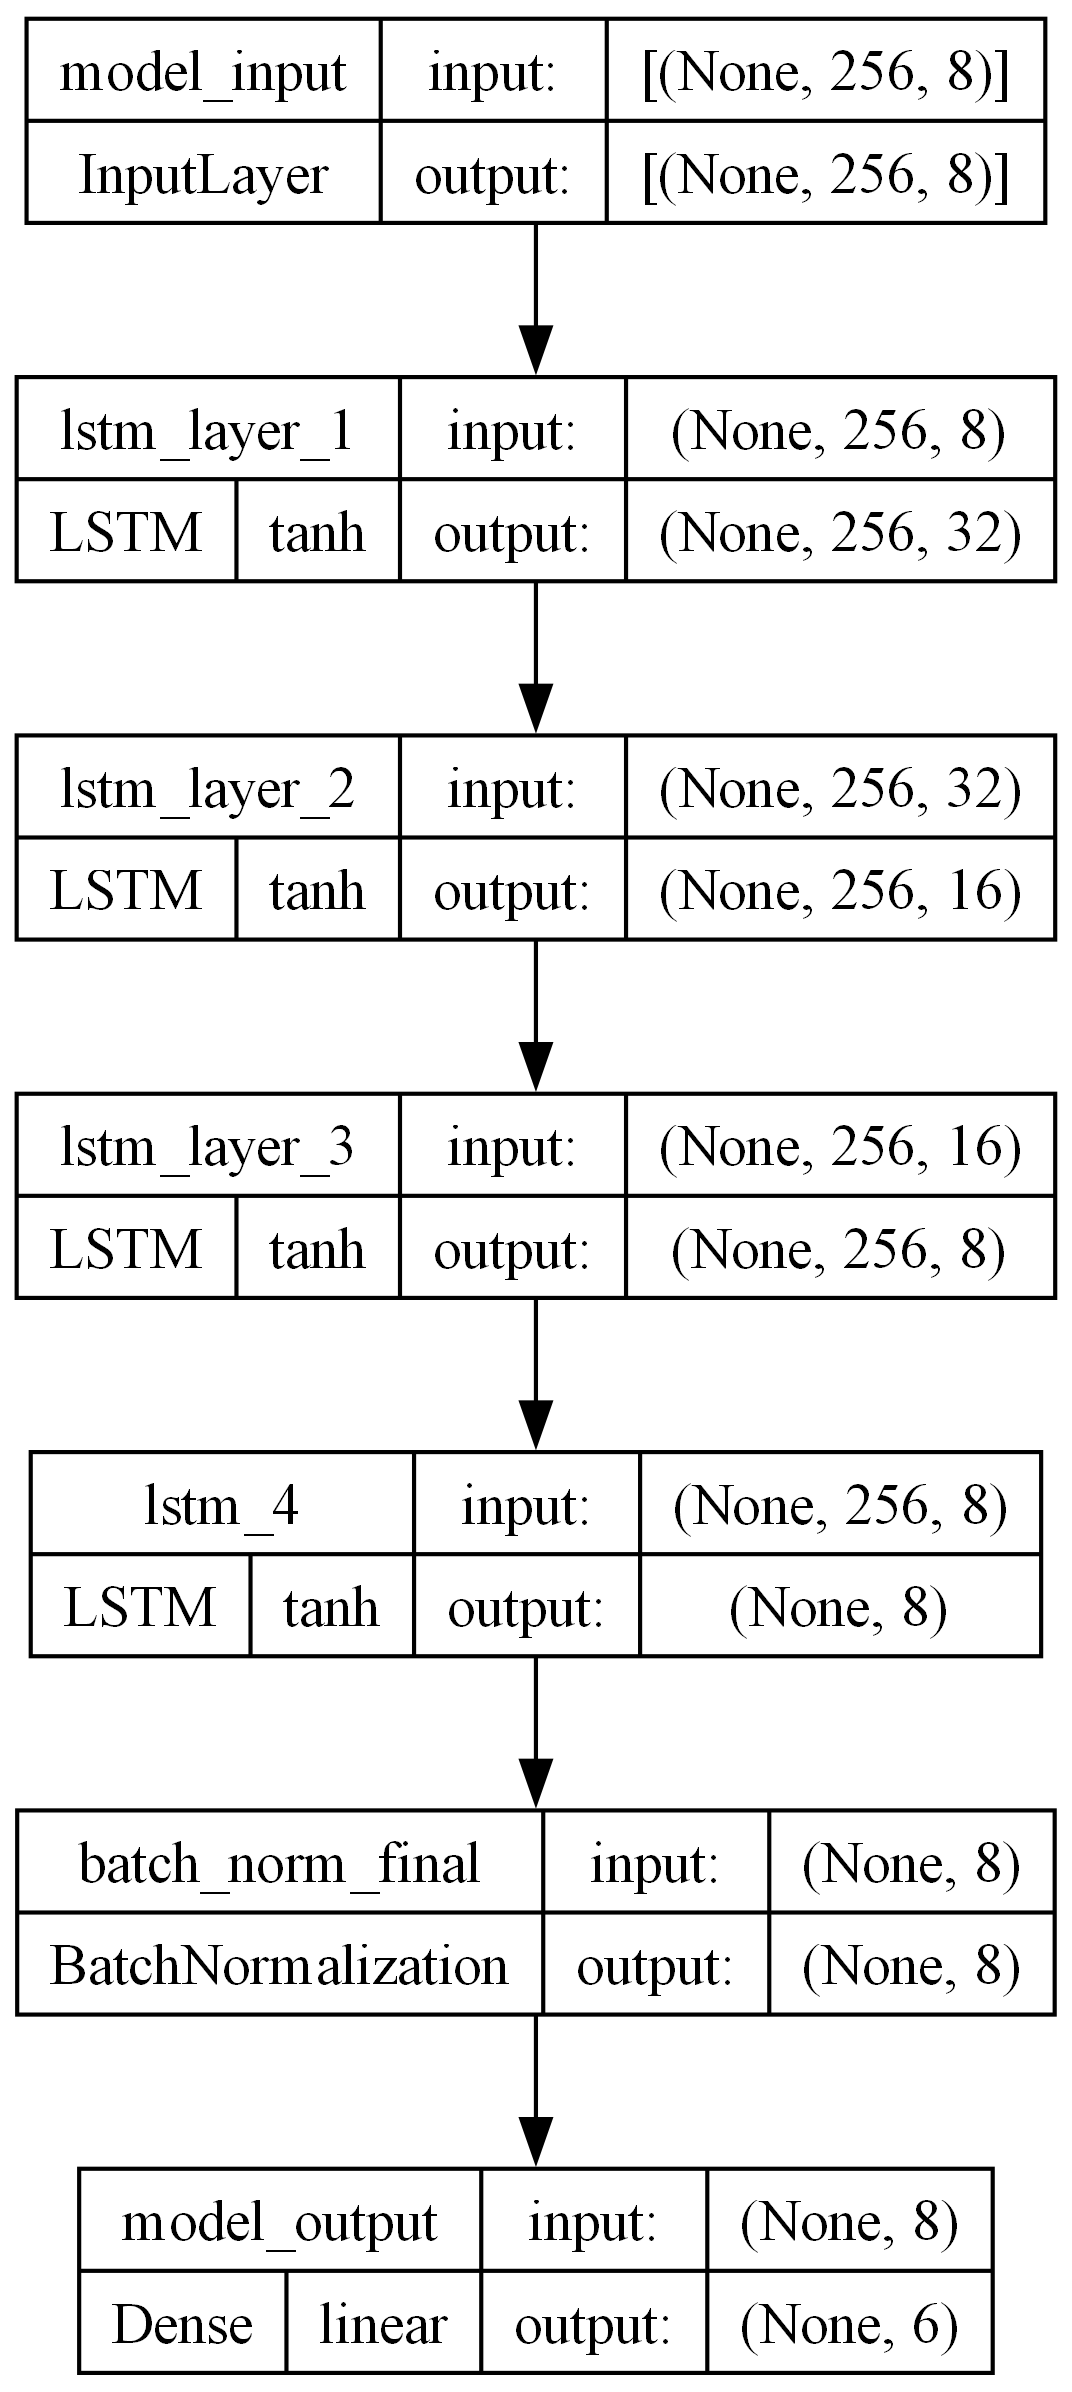 model_input input: [(None, 256, 8)]
InputLayer output: [(None, 256, 8)]
lstm_layer_1 input: (None, 256, 8)
LSTM tanh output: (None, 256, 32)
lstm_layer_2 input: (None, 256, 32)
LSTM tanh output: (None, 256, 16)
lstm_layer_3 input: (None, 256, 16)
LSTM tanh output: (None, 256, 8)
lstm_4 input: (None, 256, 8)
LSTM tanh output: (None, 8)
batch_norm_final input: (None, 8)
BatchNormalization output: (None, 8)
model_output input: (None, 8)
Dense linear output: (None, 6)